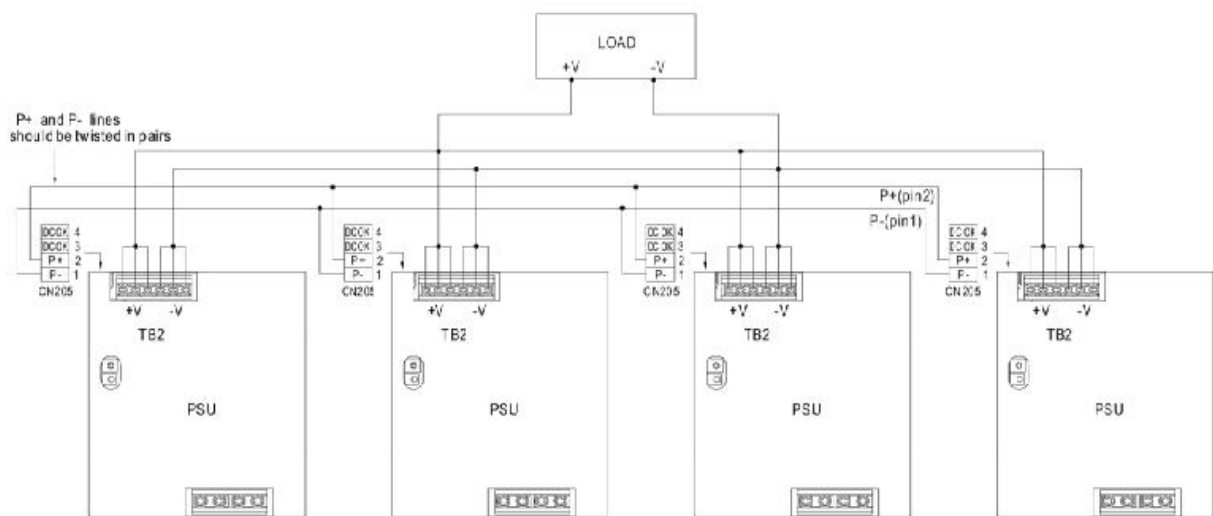 LOAD
+V -V
P+ and P- lines
should be twisted in pairs
P+(pin2)
P-(pin1)
DCOK 4
DCOK 3
P+ 2
P- 1
CN205
+V -V
TB2
PSU
DCOK 4
DCOK 3
P+ 2
P- 1
CN205
+V -V
TB2
PSU
DCOK 4
DCOK 3
P+ 2
P- 1
CN205
+V -V
TB2
PSU
DCOK 4
DCOK 3
P+ 2
P- 1
CN205
+V -V
TB2
PSU